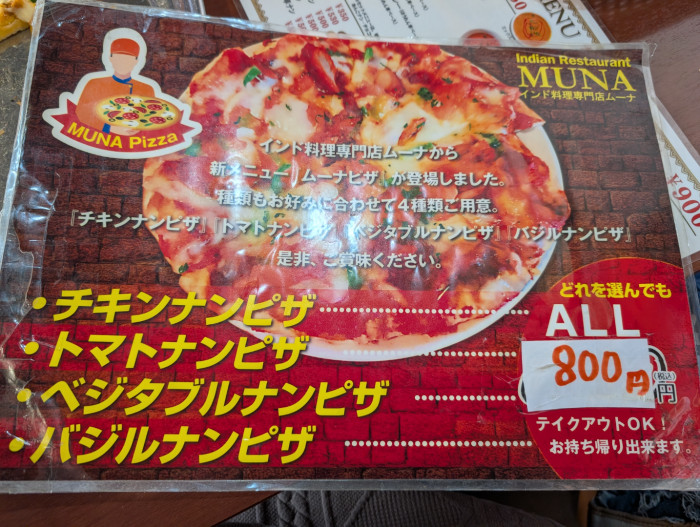 MENU
¥350
¥500
¥900
MUNA Pizza
Indian Restaurant
MUNA
インド料理専門店ムーナ
インド料理専門店ムーナから
新メニュー『ムーナピザ』が登場しました。
種類もお好みに合わせて4種類ご用意。
『チキンナンピザ』『トマトナンピザ』『ベジタブルナンピザ』『バジルナンピザ』
是非、ご賞味ください。
・チキンナンピザ
・トマトナンピザ
・ベジタブルナンピザ
・バジルナンピザ
どれを選んでも
ALL
800円
(税込)
円
テイクアウトOK!
お持ち帰り出来ます。